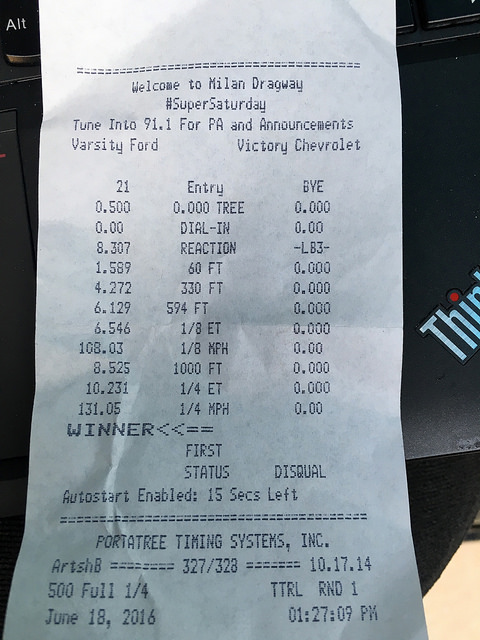 Alt
================================================
Welcome to Milan Dragway
#SuperSaturday
Tune Into 91.1 For PA and Announcements
Varsity Ford Victory Chevrolet
21 Entry BYE
0.500 0.000 TREE 0.000
0.00 DIAL-IN 0.00
8.307 REACTION -LB3-
1.589 60 FT 0.000
4.272 330 FT 0.000
6.129 594 FT 0.000
6.546 1/8 ET 0.000
108.03 1/8 MPH 0.00
8.525 1000 FT 0.000
10.231 1/4 ET 0.000
131.05 1/4 MPH 0.00
WINNER<<==
FIRST
STATUS DISQUAL
Autostart Enabled: 15 Secs Left
================================================
PORTATREE TIMING SYSTEMS, INC.
ArtshB ======== 327/328 ======== 10.17.14
500 Full 1/4 TTRL RND 1
June 18, 2016 01:27:09 PM